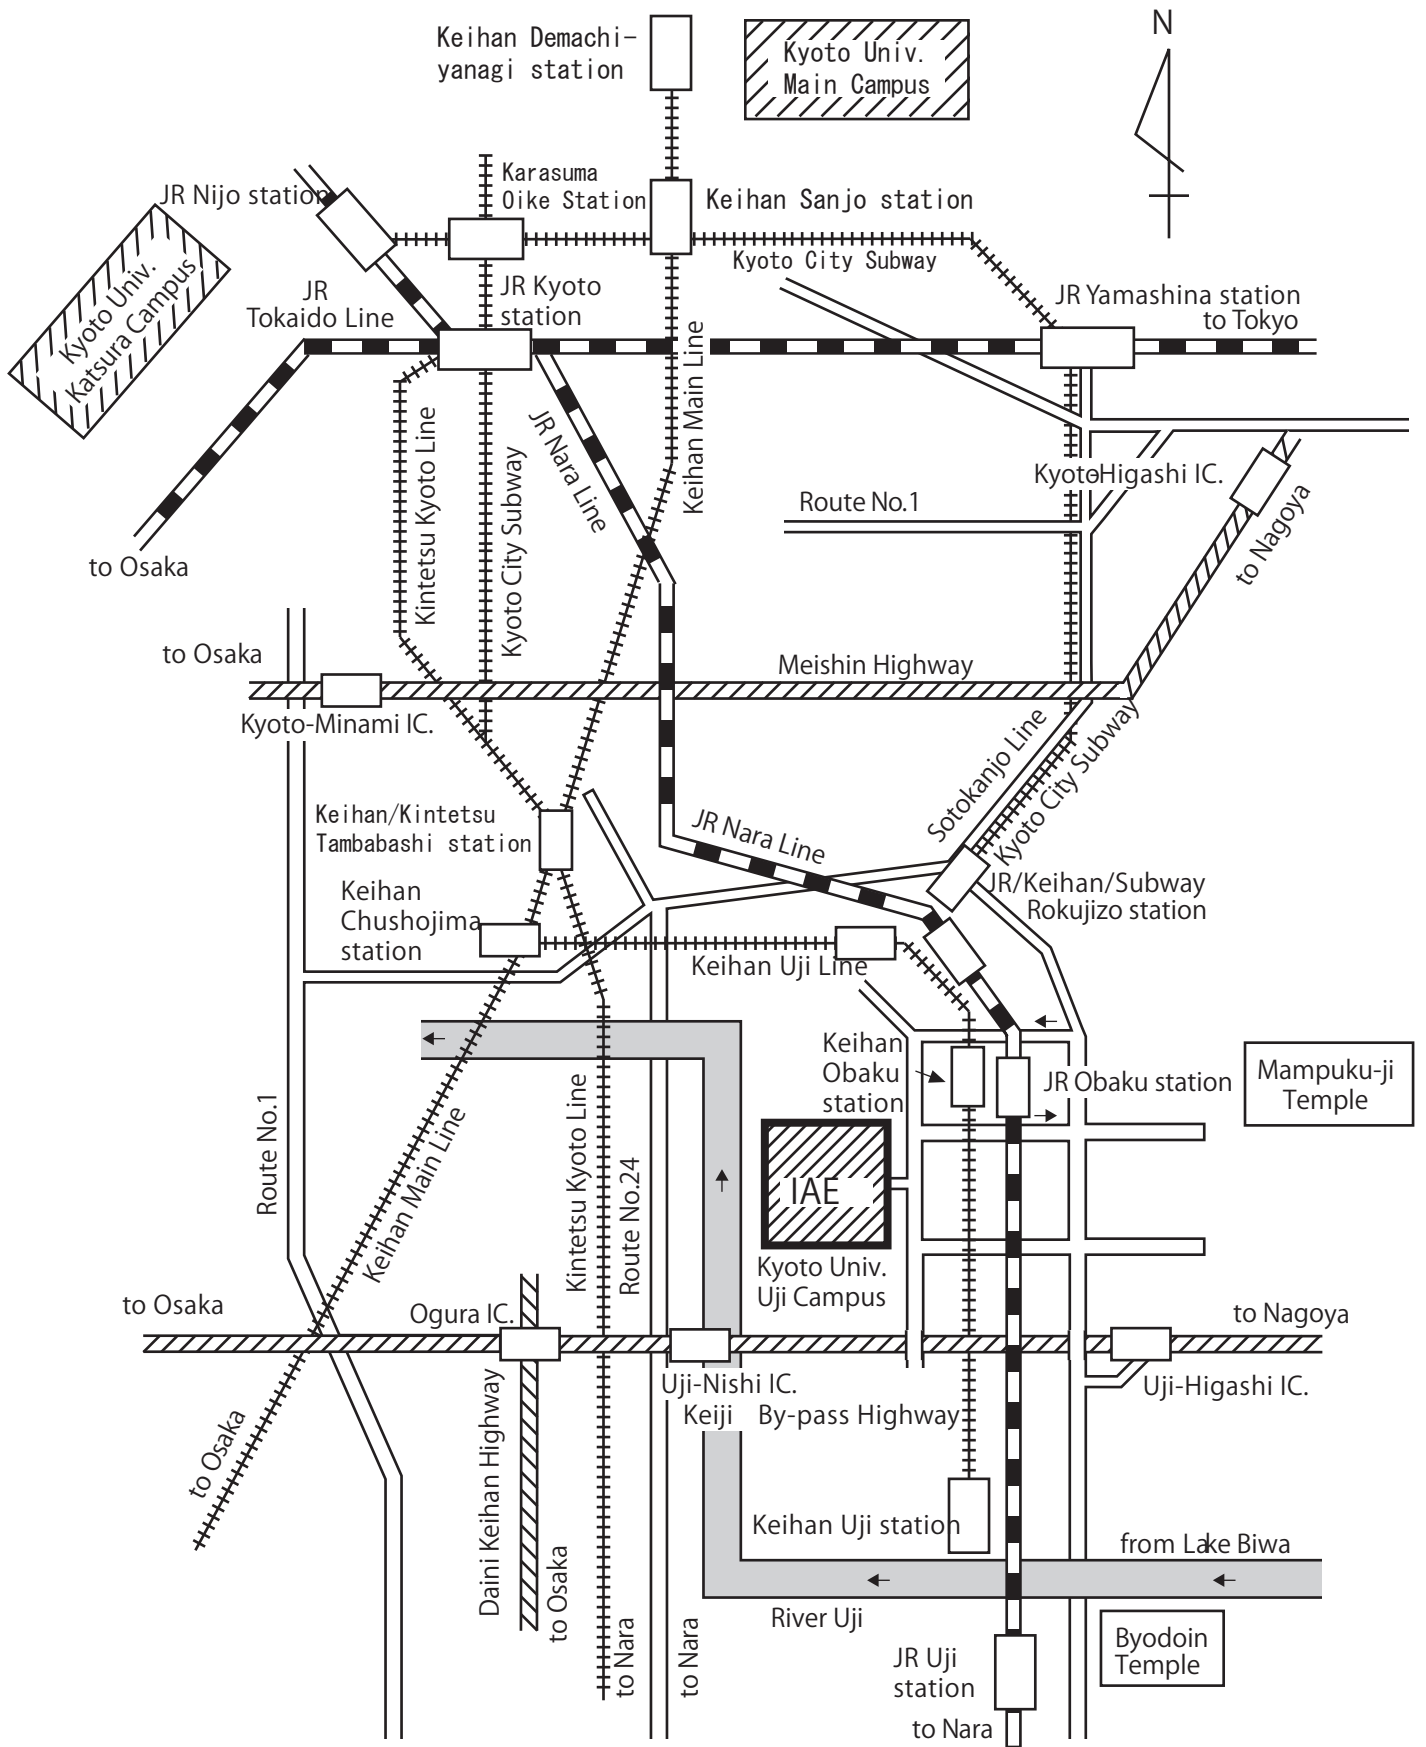 Keihan Demachi-
yanagi station
Kyoto Univ.
Main Campus
N
JR Nijo station
Karasuma
Oike Station
Keihan Sanjo station
Kyoto City Subway
Kyoto Univ.
Katsura Campus
JR
Tokaido Line
JR Kyoto
station
JR Yamashina station
to Tokyo
Keihan Main Line
JR Nara Line
Kintetsu Kyoto Line
Kyoto City Subway
Kyoto-Higashi IC.
Route No.1
to Nagoya
to Osaka
to Osaka
Meishin Highway
Kyoto-Minami IC.
Sotokanjo Line
Kyoto City Subway
Keihan/Kintetsu
Tambabashi station
JR Nara Line
JR/Keihan/Subway
Rokujizo station
Keihan
Chushojima
station
Keihan Uji Line
Keihan
Obaku
station
JR Obaku station
Mampuku-ji
Temple
Route No.1
Keihan Main Line
Kintetsu Kyoto Line
Route No.24
IAE
Kyoto Univ.
Uji Campus
to Osaka
Ogura IC.
to Nagoya
Uji-Nishi IC.
Uji-Higashi IC.
Keiji By-pass Highway
to Osaka
Daini Keihan Highway
to Osaka
Keihan Uji station
from Lake Biwa
River Uji
to Nara
to Nara
JR Uji
station
Byodoin
Temple
to Nara